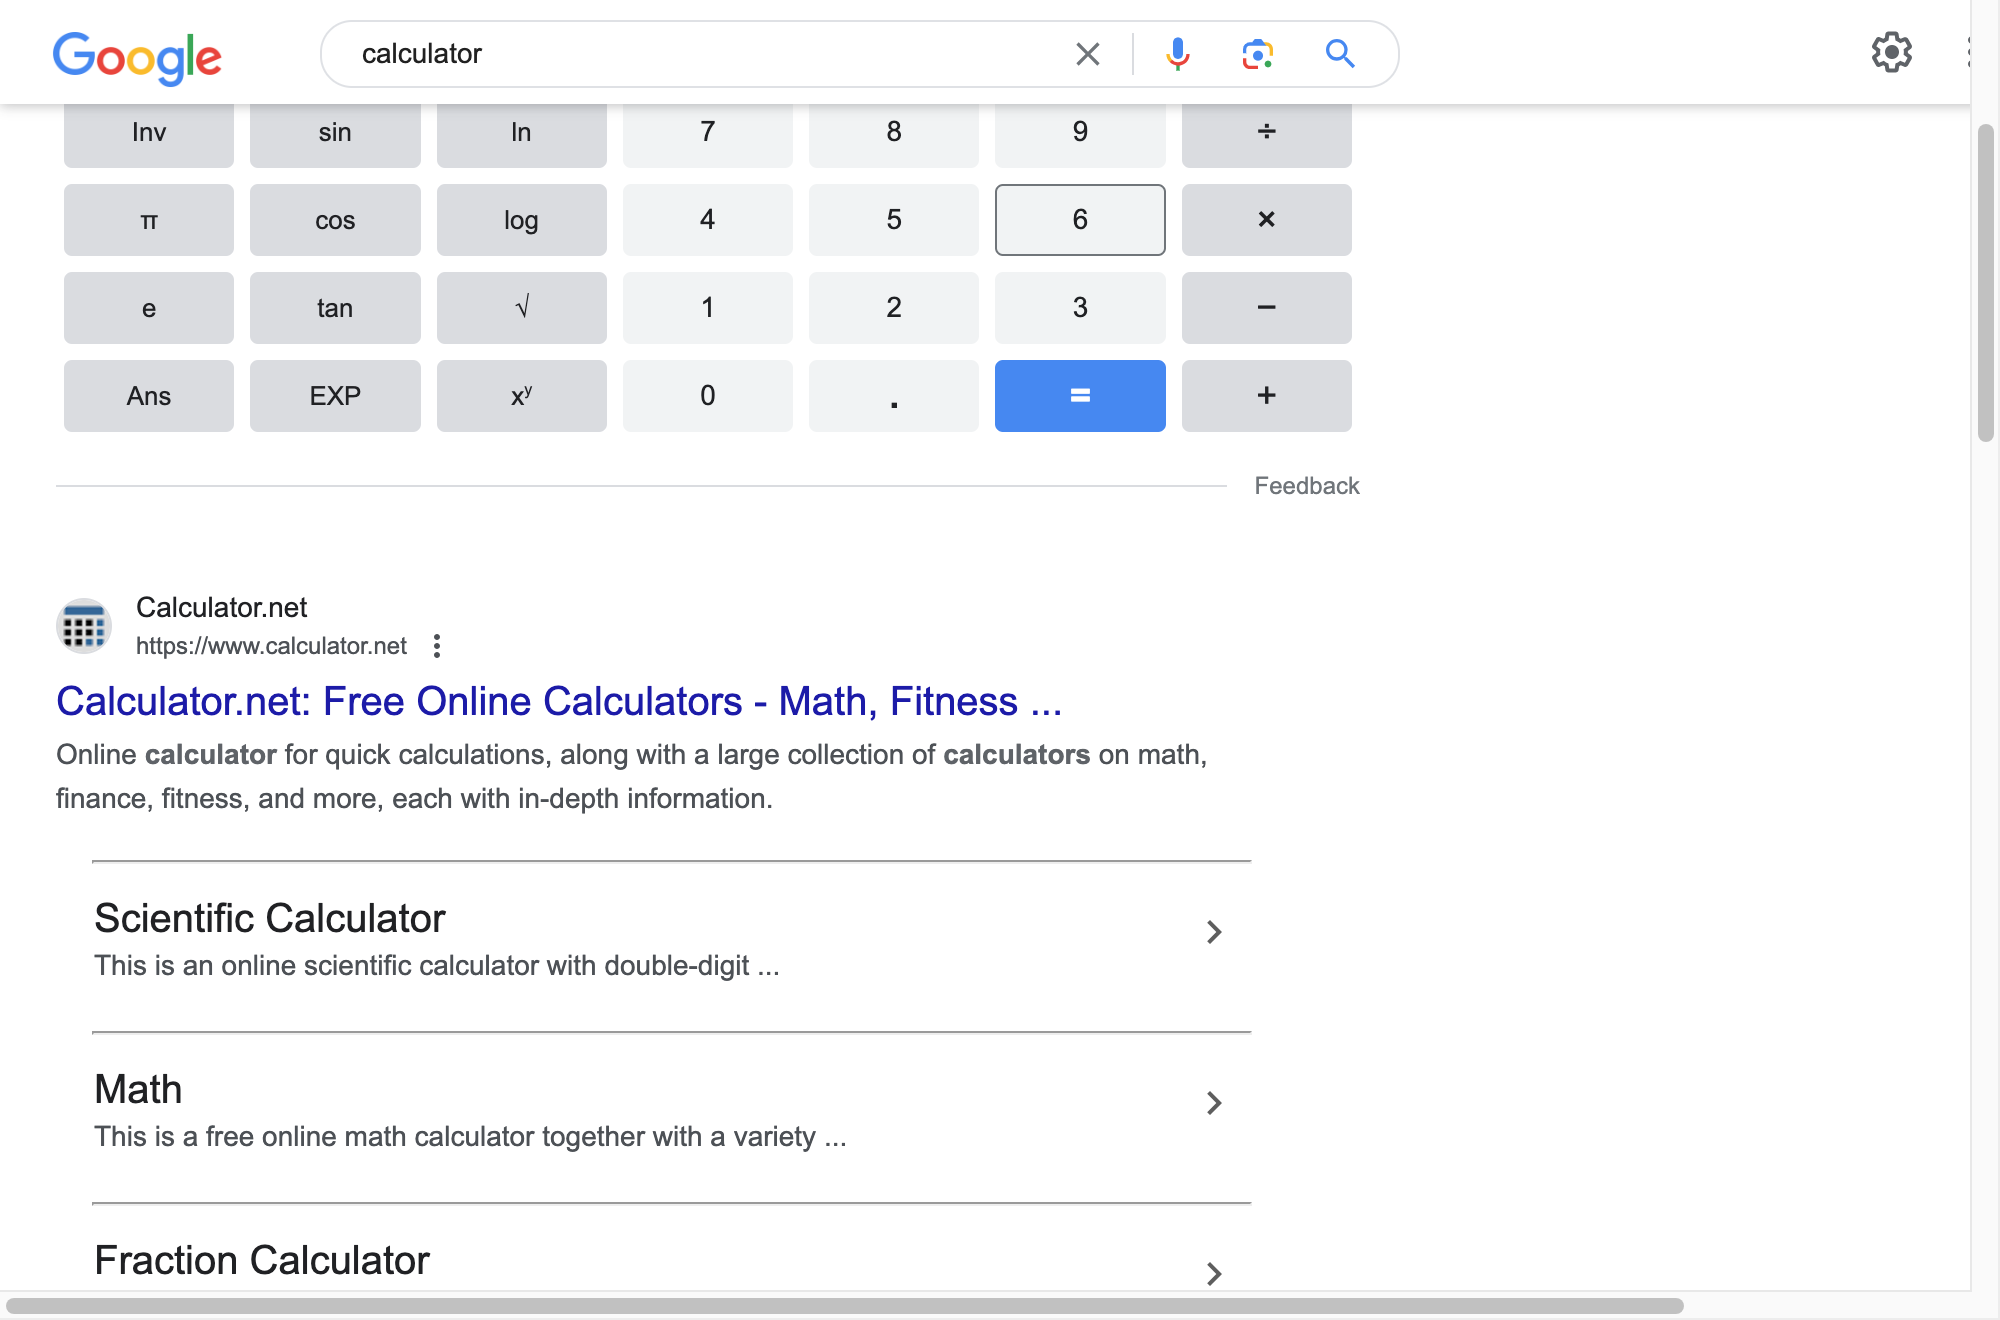 Google
calculator
Inv sin ln 7 8 9 ÷
π cos log 4 5 6 ×
e tan √ 1 2 3 −
Ans EXP xʸ 0 . = +
Feedback
Calculator.net
https://www.calculator.net
Calculator.net: Free Online Calculators - Math, Fitness ...
Online calculator for quick calculations, along with a large collection of calculators on math,
finance, fitness, and more, each with in-depth information.
Scientific Calculator
This is an online scientific calculator with double-digit ...
Math
This is a free online math calculator together with a variety ...
Fraction Calculator